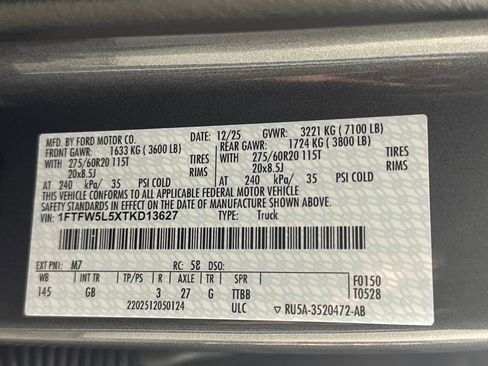 MFD. BY FORD MOTOR CO. 12/25 GVWR: 3221 KG ( 7100 LB)
FRONT GAWR: 1633 KG ( 3600 LB) REAR GAWR: 1724 KG ( 3800 LB)
WITH 275/60R20 115T TIRES WITH 275/60R20 115T TIRES
20x8.5J RIMS 20x8.5J RIMS
AT 240 kPa/ 35 PSI COLD AT 240 kPa/ 35 PSI COLD
THIS VEHICLE CONFORMS TO ALL APPLICABLE FEDERAL MOTOR VEHICLE
SAFETY STANDARDS IN EFFECT ON THE DATE OF MANUFACTURE SHOWN ABOVE.
VIN: 1FTFW5L5XTKD13627 TYPE: Truck
EXT PNT: M7 RC: 58 DSO:
WB INT TR TP/PS R AXLE TR SPR F0150
145 GB 3 27 G TTBB T0528
2202512050124 ULC ▽ RU5A-3520472-AB